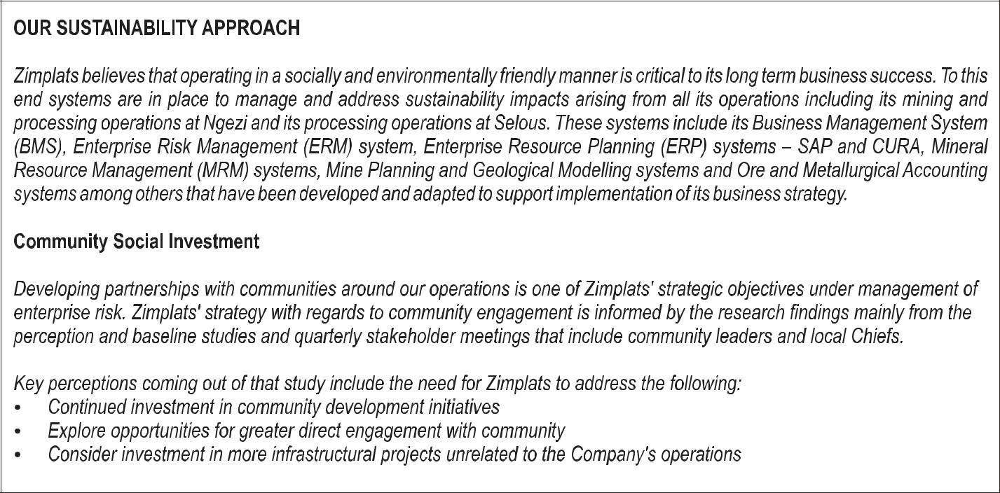 OUR SUSTAINABILITY APPROACH
Zimplats believes that operating in a socially and environmentally friendly manner is critical to its long term business success. To this
end systems are in place to manage and address sustainability impacts arising from all its operations including its mining and
processing operations at Ngezi and its processing operations at Selous. These systems include its Business Management System
(BMS), Enterprise Risk Management (ERM) system, Enterprise Resource Planning (ERP) systems – SAP and CURA, Mineral
Resource Management (MRM) systems, Mine Planning and Geological Modelling systems and Ore and Metallurgical Accounting
systems among others that have been developed and adapted to support implementation of its business strategy.
Community Social Investment
Developing partnerships with communities around our operations is one of Zimplats' strategic objectives under management of
enterprise risk. Zimplats' strategy with regards to community engagement is informed by the research findings mainly from the
perception and baseline studies and quarterly stakeholder meetings that include community leaders and local Chiefs.
Key perceptions coming out of that study include the need for Zimplats to address the following:
• Continued investment in community development initiatives
• Explore opportunities for greater direct engagement with community
• Consider investment in more infrastructural projects unrelated to the Company's operations